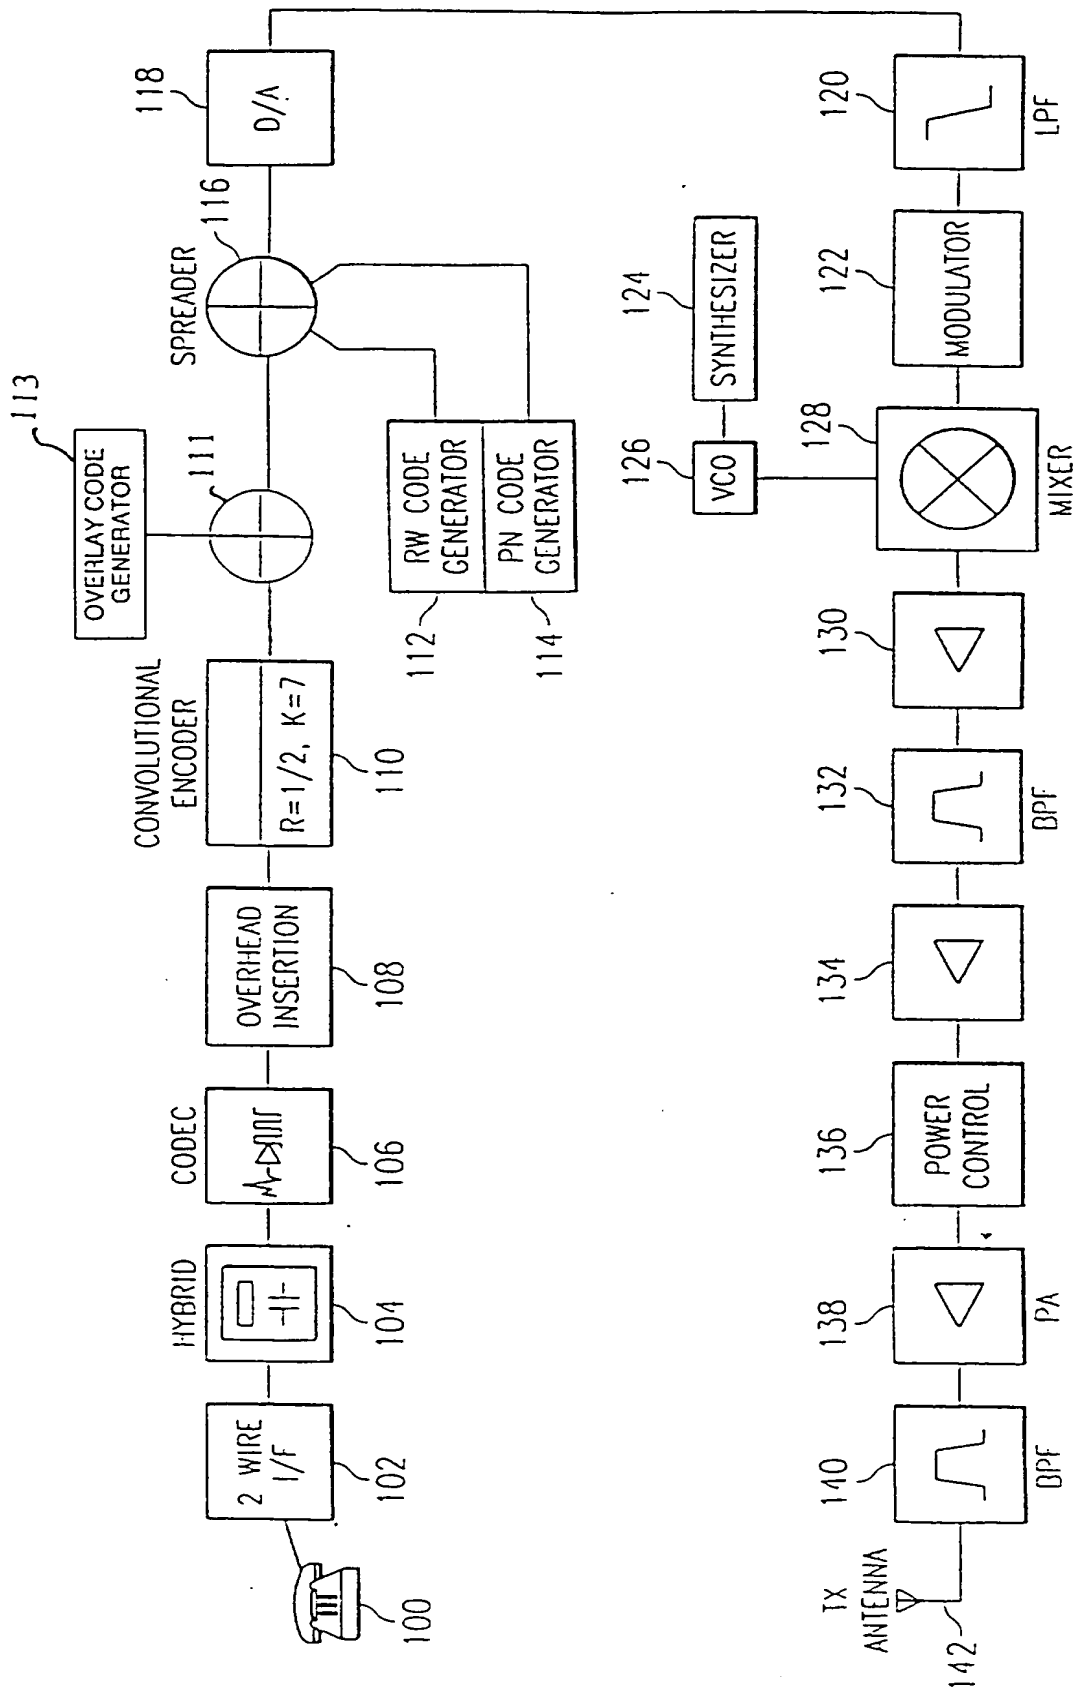 100
2 WIRE
I/F
102
HYBRID
104
CODEC
106
OVERHEAD
INSERTION
108
CONVOLUTIONAL
ENCODER
R=1/2, K=7
110
OVERLAY CODE
GENERATOR
113
111
RW CODE
GENERATOR
112
PN CODE
GENERATOR
114
SPREADER
116
D/A
118
120
LPF
122
MODULATOR
124
SYNTHESIZER
126
VCO
128
MIXER
130
132
BPF
134
136
POWER
CONTROL
138
PA
140
BPF
TX
ANTENNA
142